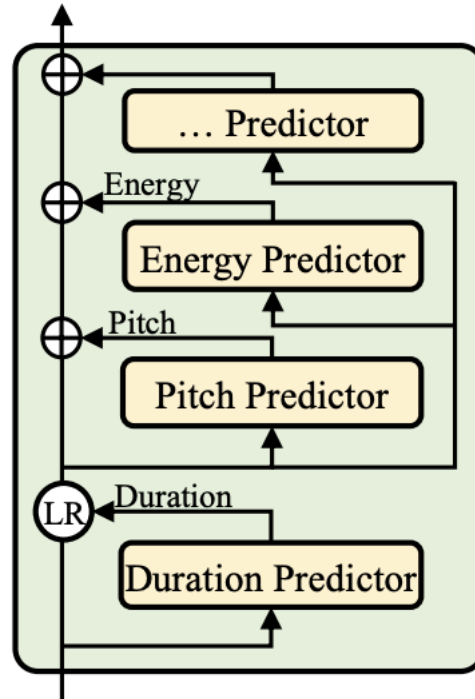 … Predictor
Energy
Energy Predictor
Pitch
Pitch Predictor
Duration
LR
Duration Predictor